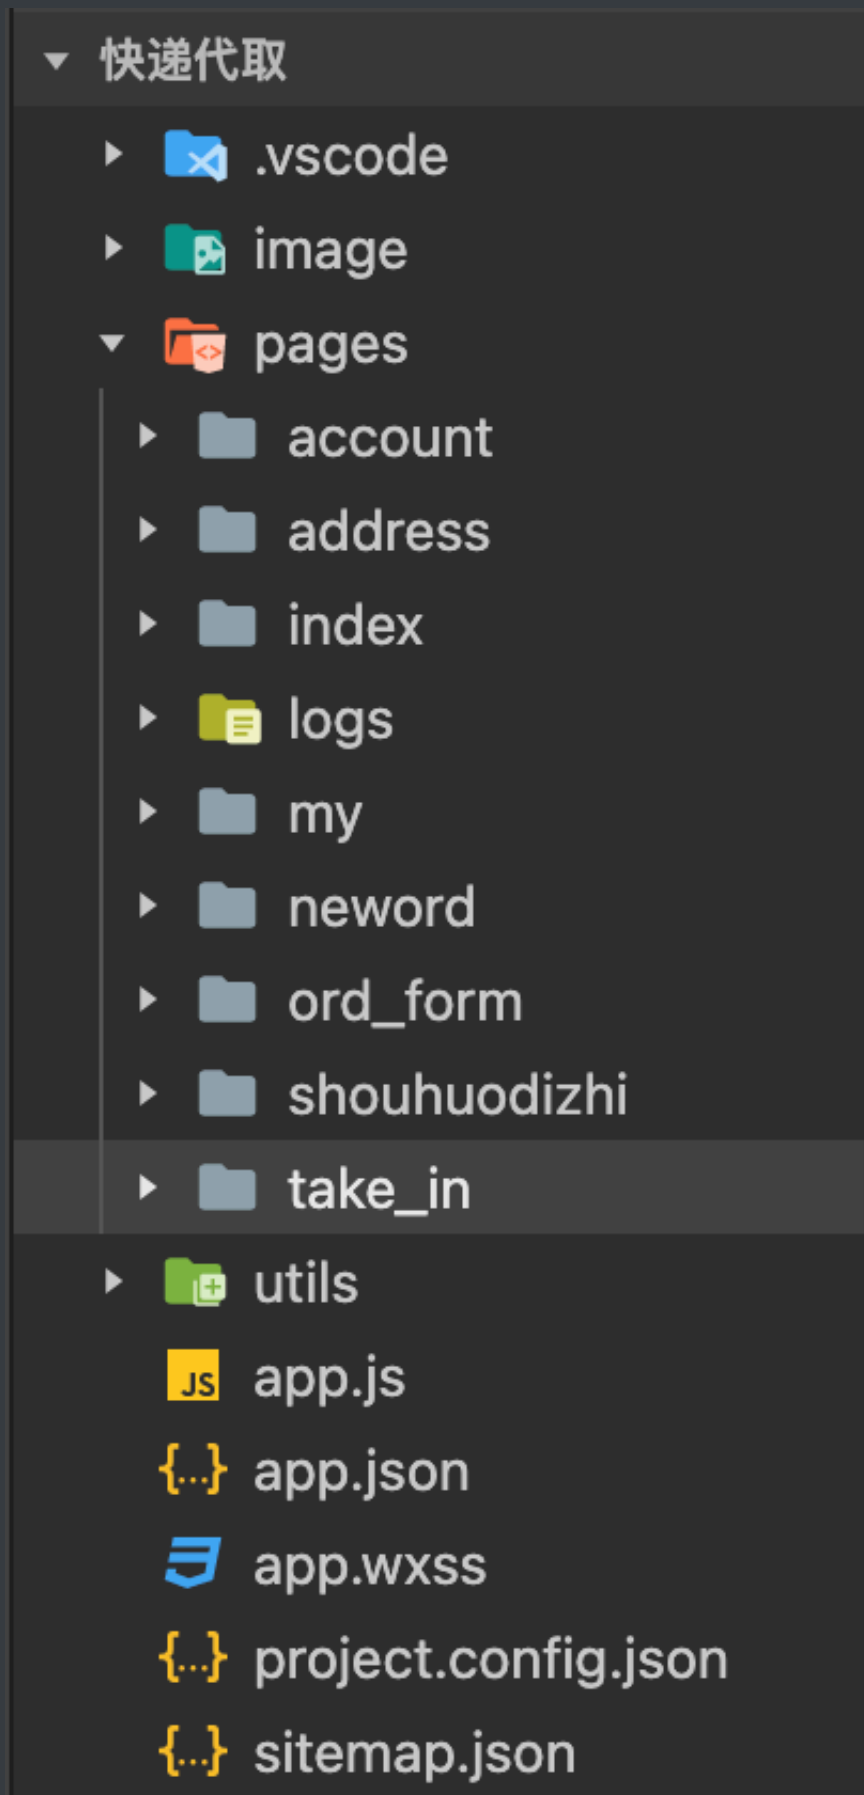 快递代取
.vscode
image
pages
account
address
index
logs
my
neword
ord_form
shouhuodizhi
take_in
utils
JS app.js
{...} app.json
app.wxss
{...} project.config.json
{...} sitemap.json